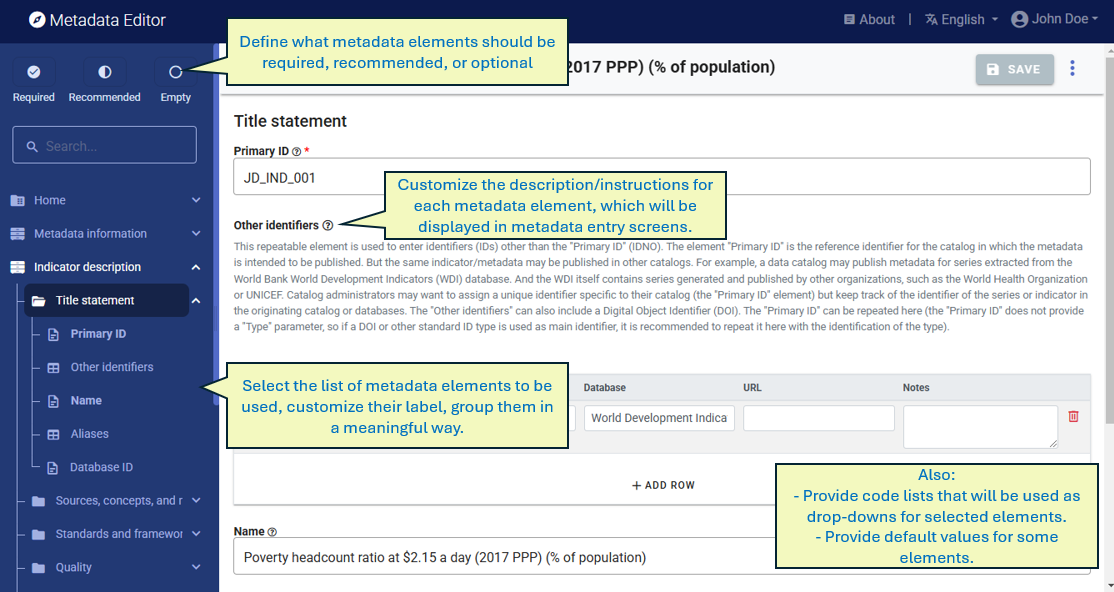 Metadata Editor
About | English John Doe
Required Recommended Empty
Search...
Home
Metadata information
Indicator description
Title statement
Primary ID
Other identifiers
Name
Aliases
Database ID
Sources, concepts, and r
Standards and framewor
Quality
Define what metadata elements should be
required, recommended, or optional
2017 PPP) (% of population)
SAVE
Title statement
Primary ID *
JD_IND_001
Customize the description/instructions for
each metadata element, which will be
displayed in metadata entry screens.
Other identifiers
This repeatable element is used to enter identifiers (IDs) other than the "Primary ID" (IDNO). The element "Primary ID" is the reference identifier for the catalog in which the metadata
is intended to be published. But the same indicator/metadata may be published in other catalogs. For example, a data catalog may publish metadata for series extracted from the
World Bank World Development Indicators (WDI) database. And the WDI itself contains series generated and published by other organizations, such as the World Health Organization
or UNICEF. Catalog administrators may want to assign a unique identifier specific to their catalog (the "Primary ID" element) but keep track of the identifier of the series or indicator in
the originating catalog or databases. The "Other identifiers" can also include a Digital Object Identifier (DOI). The "Primary ID" can be repeated here (the "Primary ID" does not provide
a "Type" parameter, so if a DOI or other standard ID type is used as main identifier, it is recommended to repeat it here with the identification of the type).
Select the list of metadata elements to be
used, customize their label, group them in
a meaningful way.
Database URL Notes
World Development Indica
+ ADD ROW
Also:
- Provide code lists that will be used as
drop-downs for selected elements.
- Provide default values for some
elements.
Name
Poverty headcount ratio at $2.15 a day (2017 PPP) (% of population)